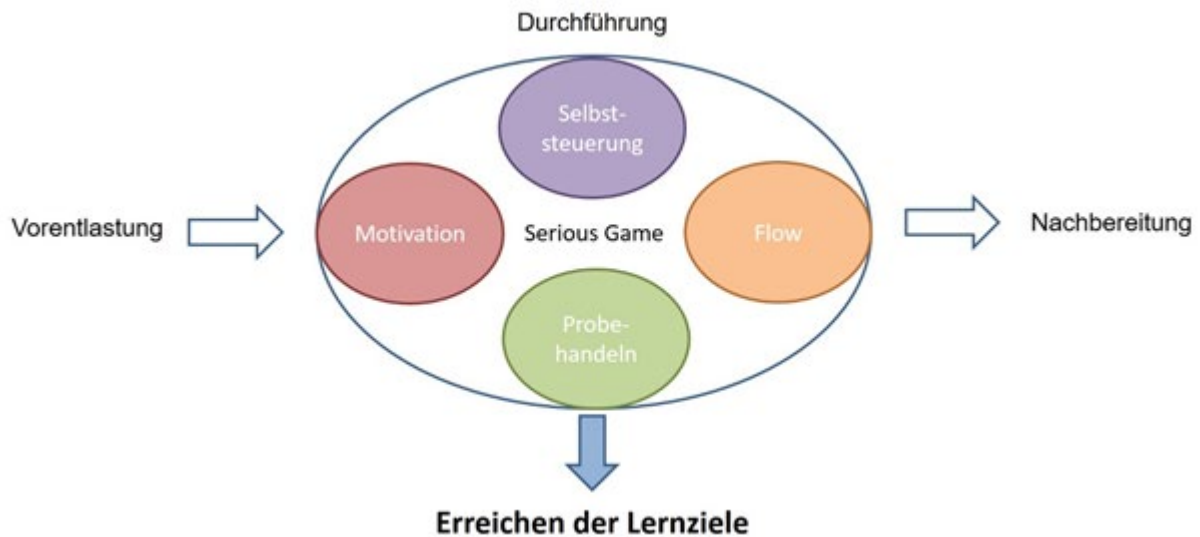 Durchführung
Selbst-
steuerung
Vorentlastung
Motivation
Serious Game
Flow
Nachbereitung
Probe-
handeln
Erreichen der Lernziele